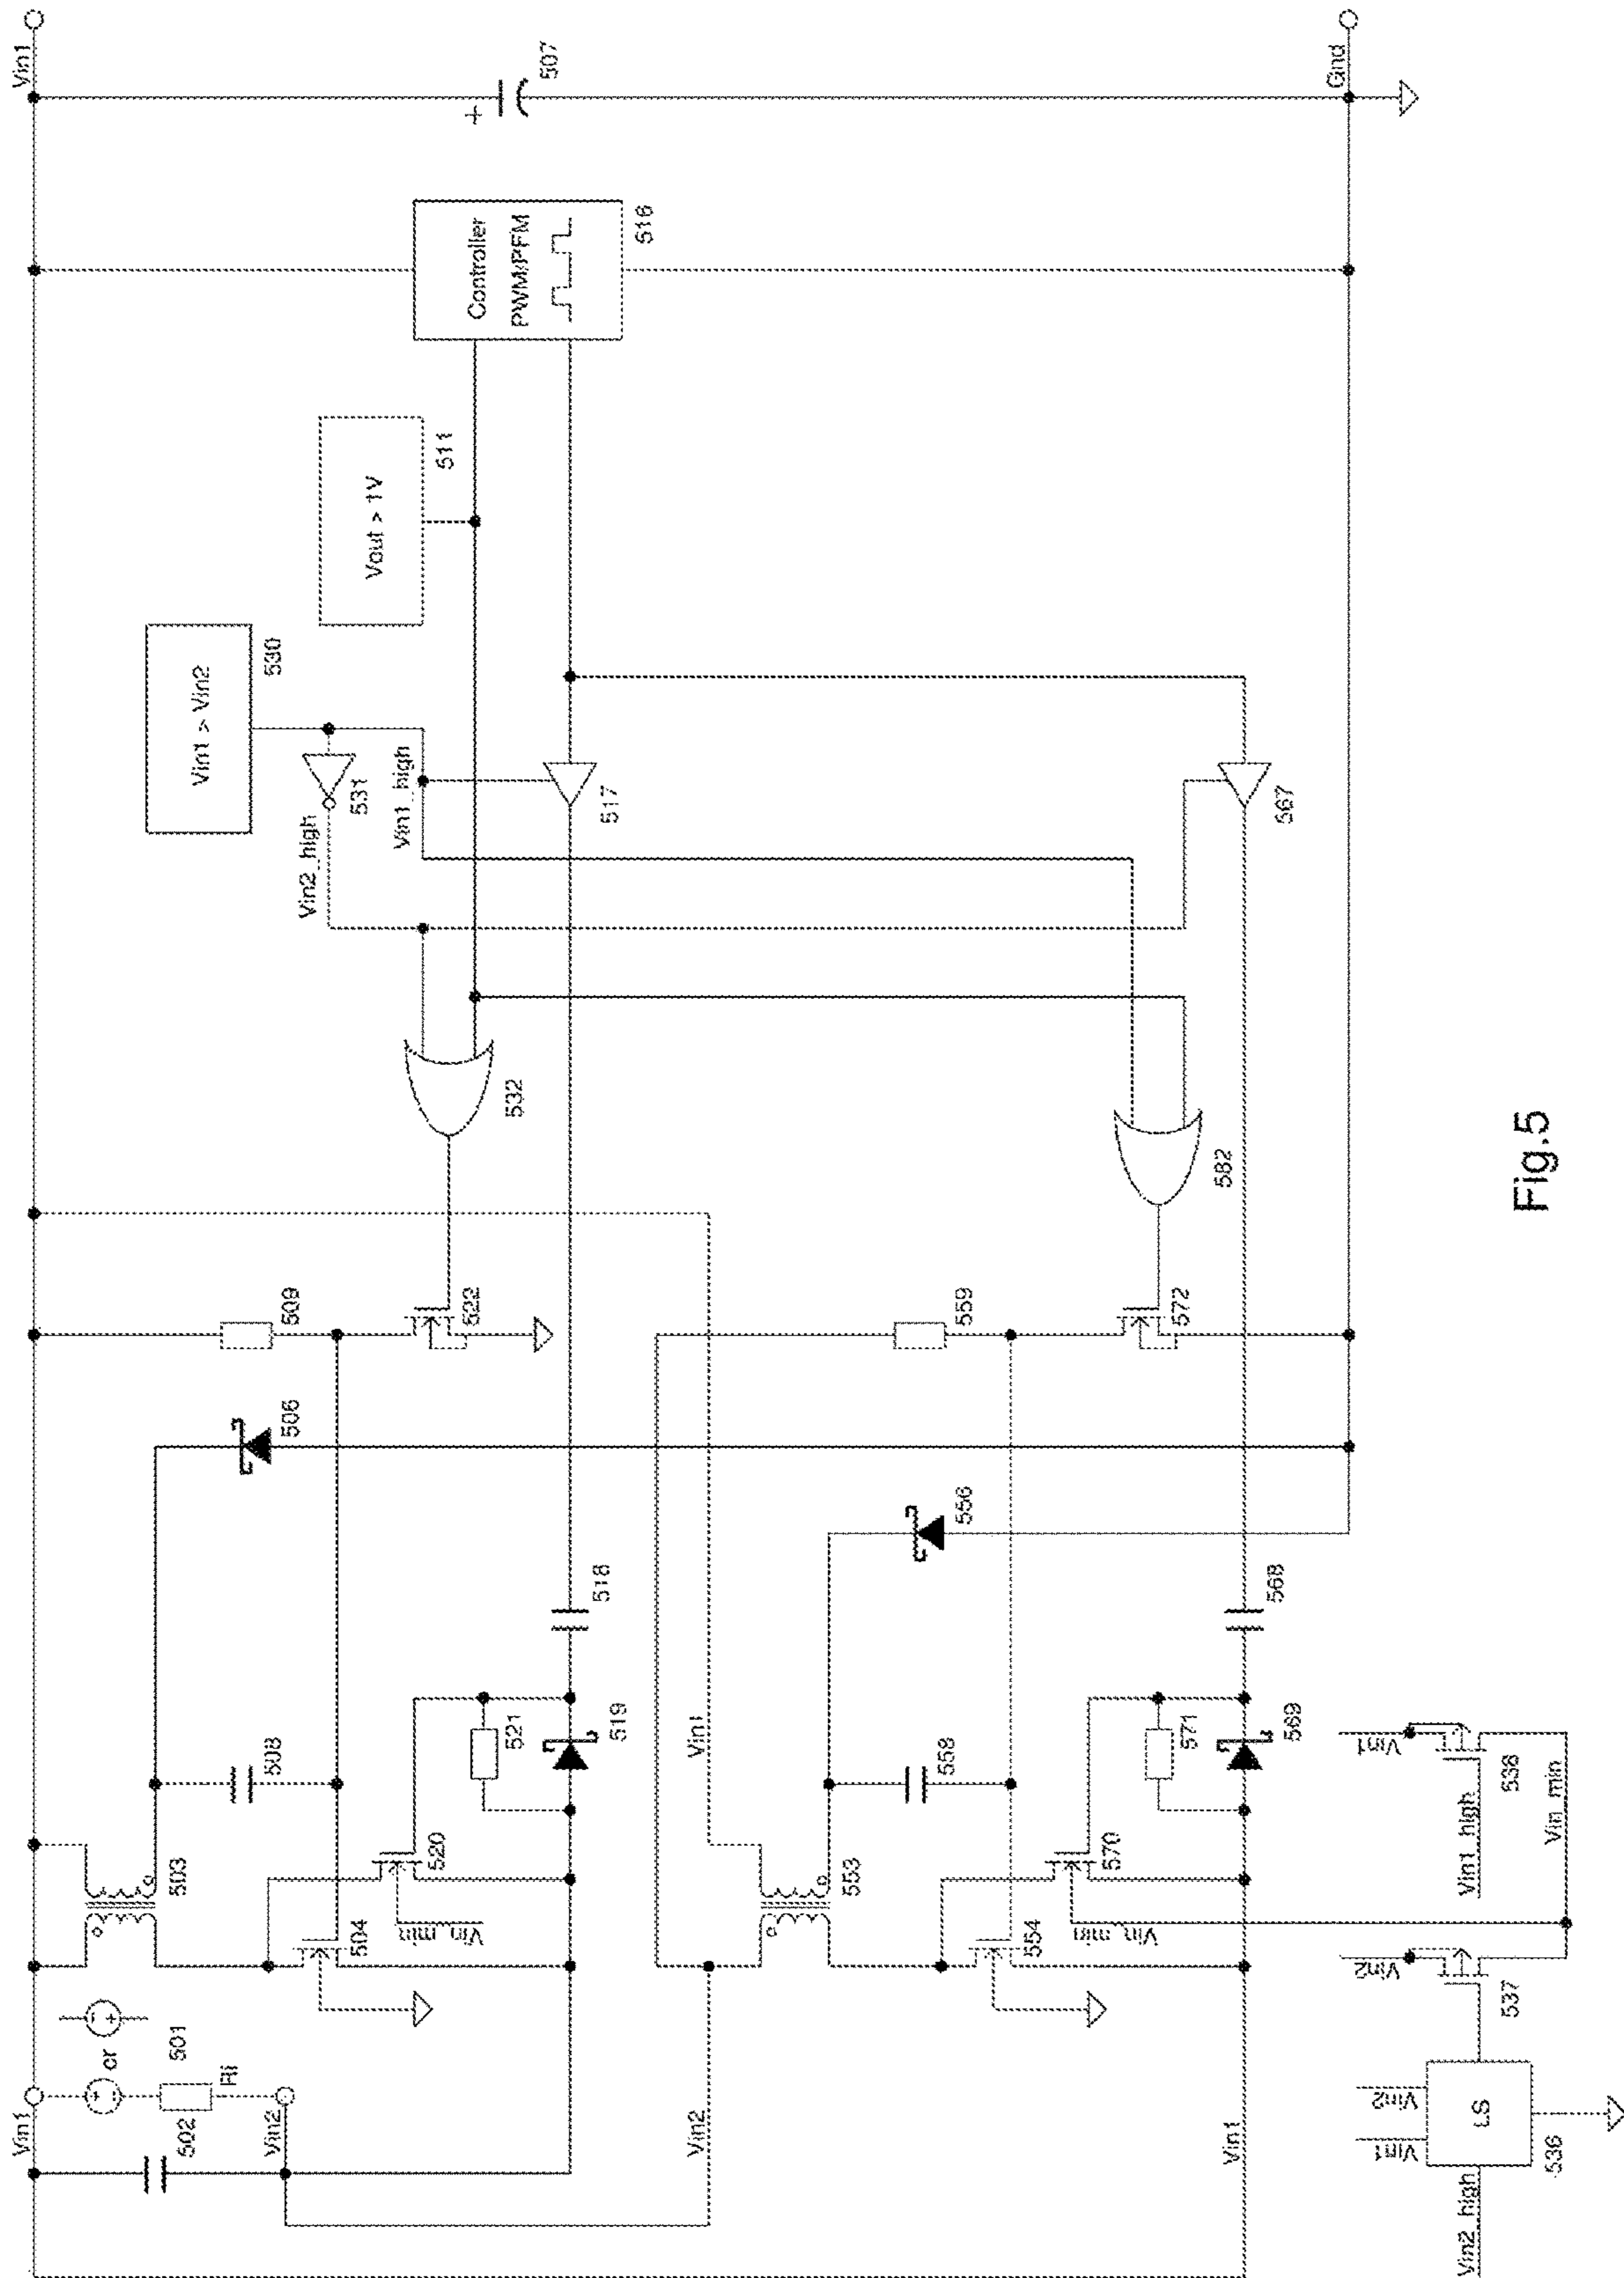 Vin1
502
Vin2
or
501
Ri
503
508
504
520
Vin_min
521
519
518
506
509
522
532
Vin2_high
531
Vin1_high
517
Vin1 > Vin2
530
Vout > 1V
511
Controller
PWM/PFM
516
507
+
Vin1
Gnd
Vin2
Vin1
553
558
554
570
Vin_min
571
569
568
556
559
572
582
567
Vin1
Vin2_high
LS
536
Vin1
Vin2
537
Vin2
Vin1_high
538
Vin1
Vin_min
Fig.5